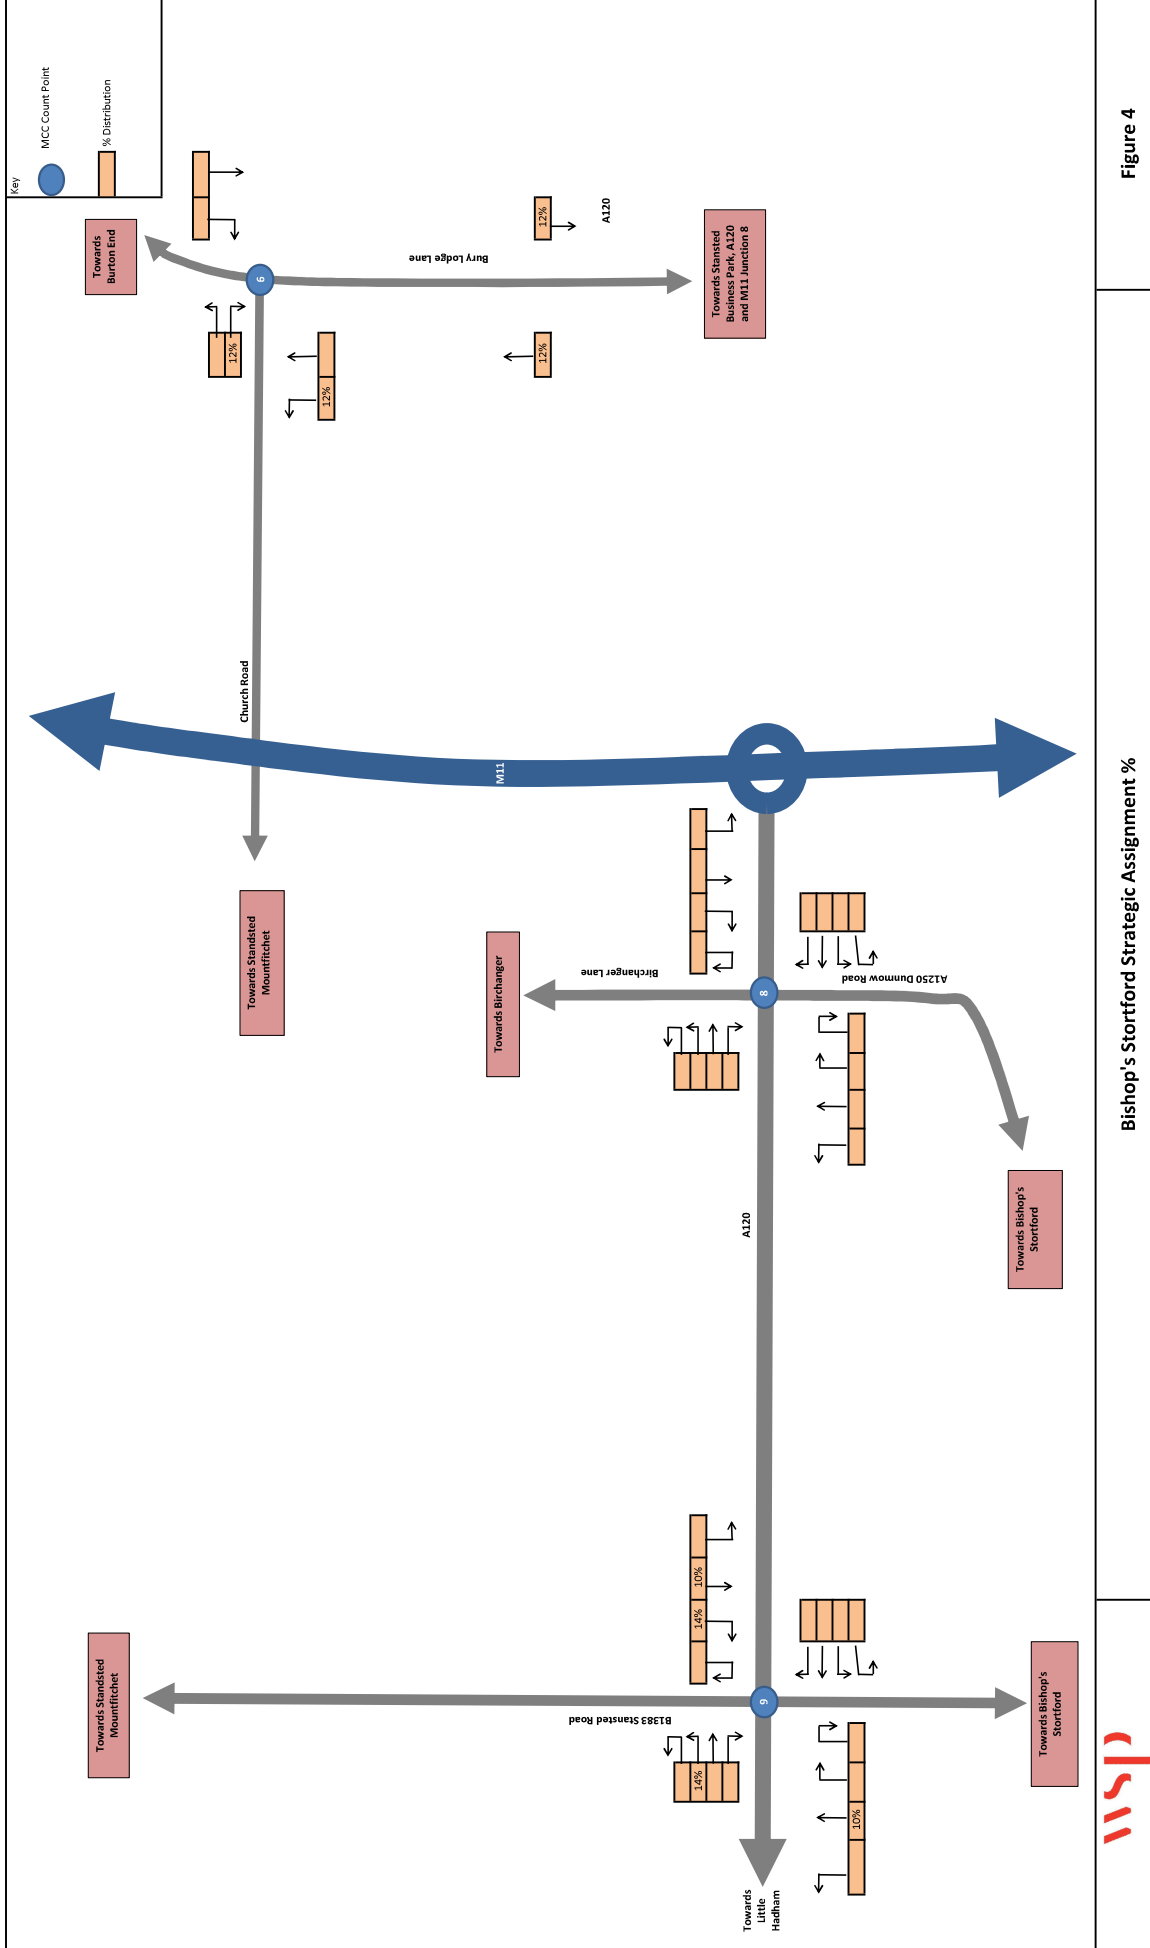 Key
MCC Count Point
% Distribution
Towards
Burton End
6
12%
12%
Bury Lodge Lane
12%
12%
A120
Towards Stansted
Business Park, A120
and M11 Junction 8
Church Road
M11
Towards Standsted
Mountfitchet
Towards Birchanger
Birchanger Lane
8
A1250 Dunmow Road
A120
Towards Bishop's
Stortford
Towards Standsted
Mountfitchet
B1383 Stansted Road
10%
14%
14%
9
10%
Towards
Little
Hadham
Towards Bishop's
Stortford
wsp
Bishop's Stortford Strategic Assignment %
Figure 4